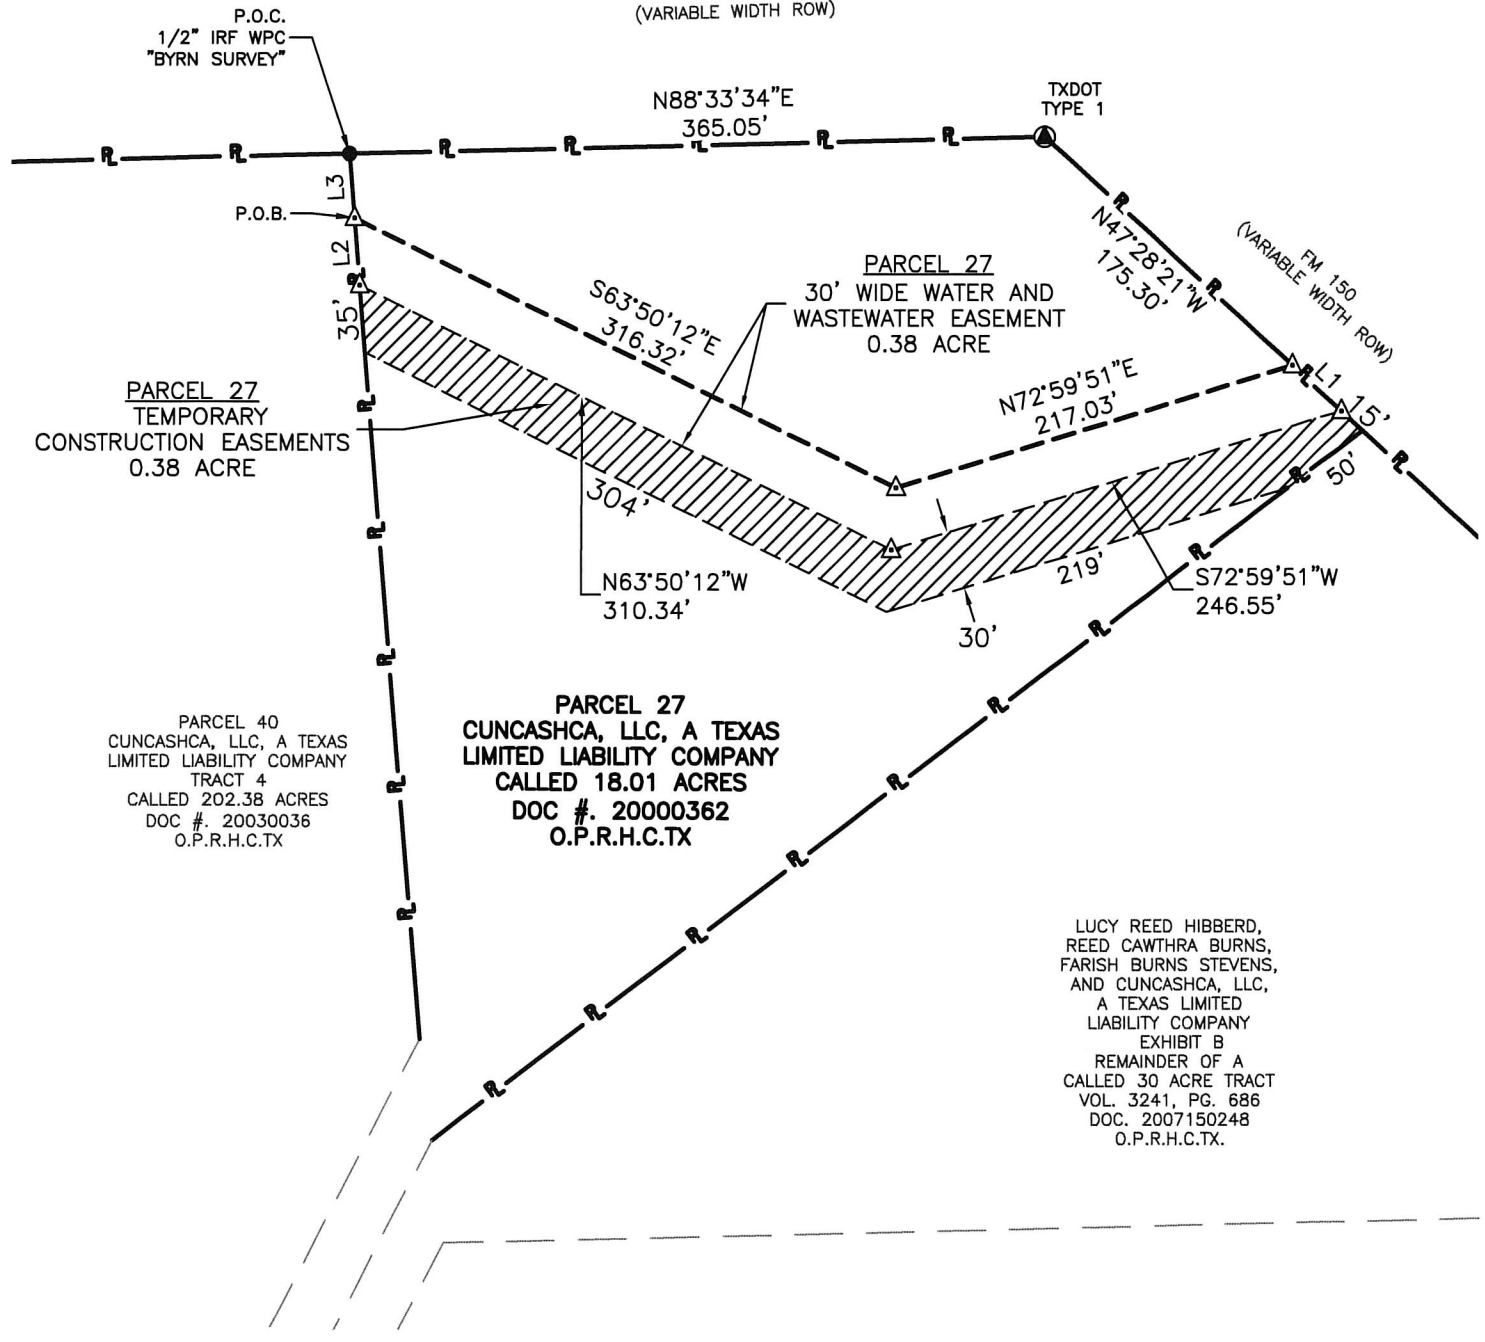 (VARIABLE WIDTH ROW)
P.O.C.
1/2" IRF WPC
"BYRN SURVEY"
N88°33'34"E
365.05'
TXDOT
TYPE 1
L3
P.O.B.
L2
35'
N47°28'21"W
175.30'
FM 150
(VARIABLE WIDTH ROW)
PARCEL 27
30' WIDE WATER AND
WASTEWATER EASEMENT
0.38 ACRE
S63°50'12"E
316.32'
N72°59'51"E
217.03'
L1
15'
50'
PARCEL 27
TEMPORARY
CONSTRUCTION EASEMENTS
0.38 ACRE
304'
N63°50'12"W
310.34'
219'
30'
S72°59'51"W
246.55'
PARCEL 40
CUNCASHCA, LLC, A TEXAS
LIMITED LIABILITY COMPANY
TRACT 4
CALLED 202.38 ACRES
DOC #. 20030036
O.P.R.H.C.TX
PARCEL 27
CUNCASHCA, LLC, A TEXAS
LIMITED LIABILITY COMPANY
CALLED 18.01 ACRES
DOC #. 20000362
O.P.R.H.C.TX
LUCY REED HIBBERD,
REED CAWTHRA BURNS,
FARISH BURNS STEVENS,
AND CUNCASHCA, LLC,
A TEXAS LIMITED
LIABILITY COMPANY
EXHIBIT B
REMAINDER OF A
CALLED 30 ACRE TRACT
VOL. 3241, PG. 686
DOC. 2007150248
O.P.R.H.C.TX.